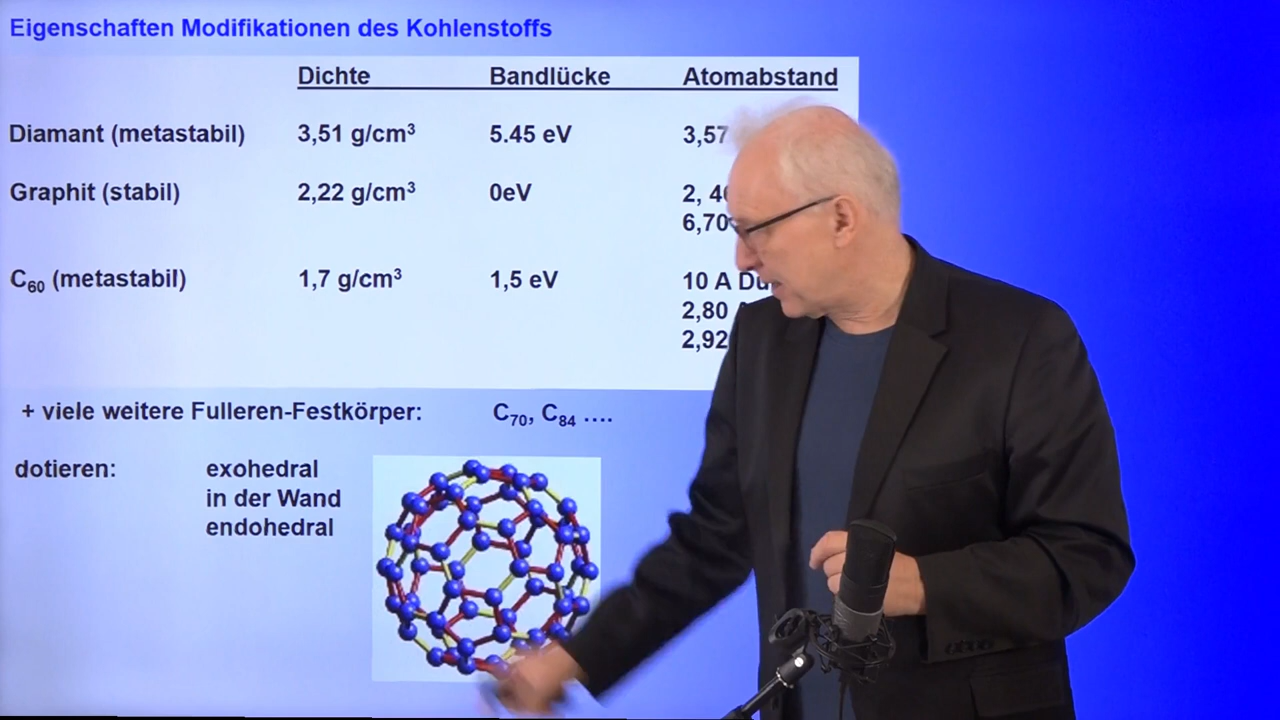 Eigenschaften Modifikationen des Kohlenstoffs
Dichte Bandlücke Atomabstand
Diamant (metastabil) 3,51 g/cm³ 5.45 eV 3,57
Graphit (stabil) 2,22 g/cm³ 0eV 2,
6,70
C₆₀ (metastabil) 1,7 g/cm³ 1,5 eV 10 A
2,80
2,92
+ viele weitere Fulleren-Festkörper: C₇₀, C₈₄ ....
dotieren: exohedral
in der Wand
endohedral